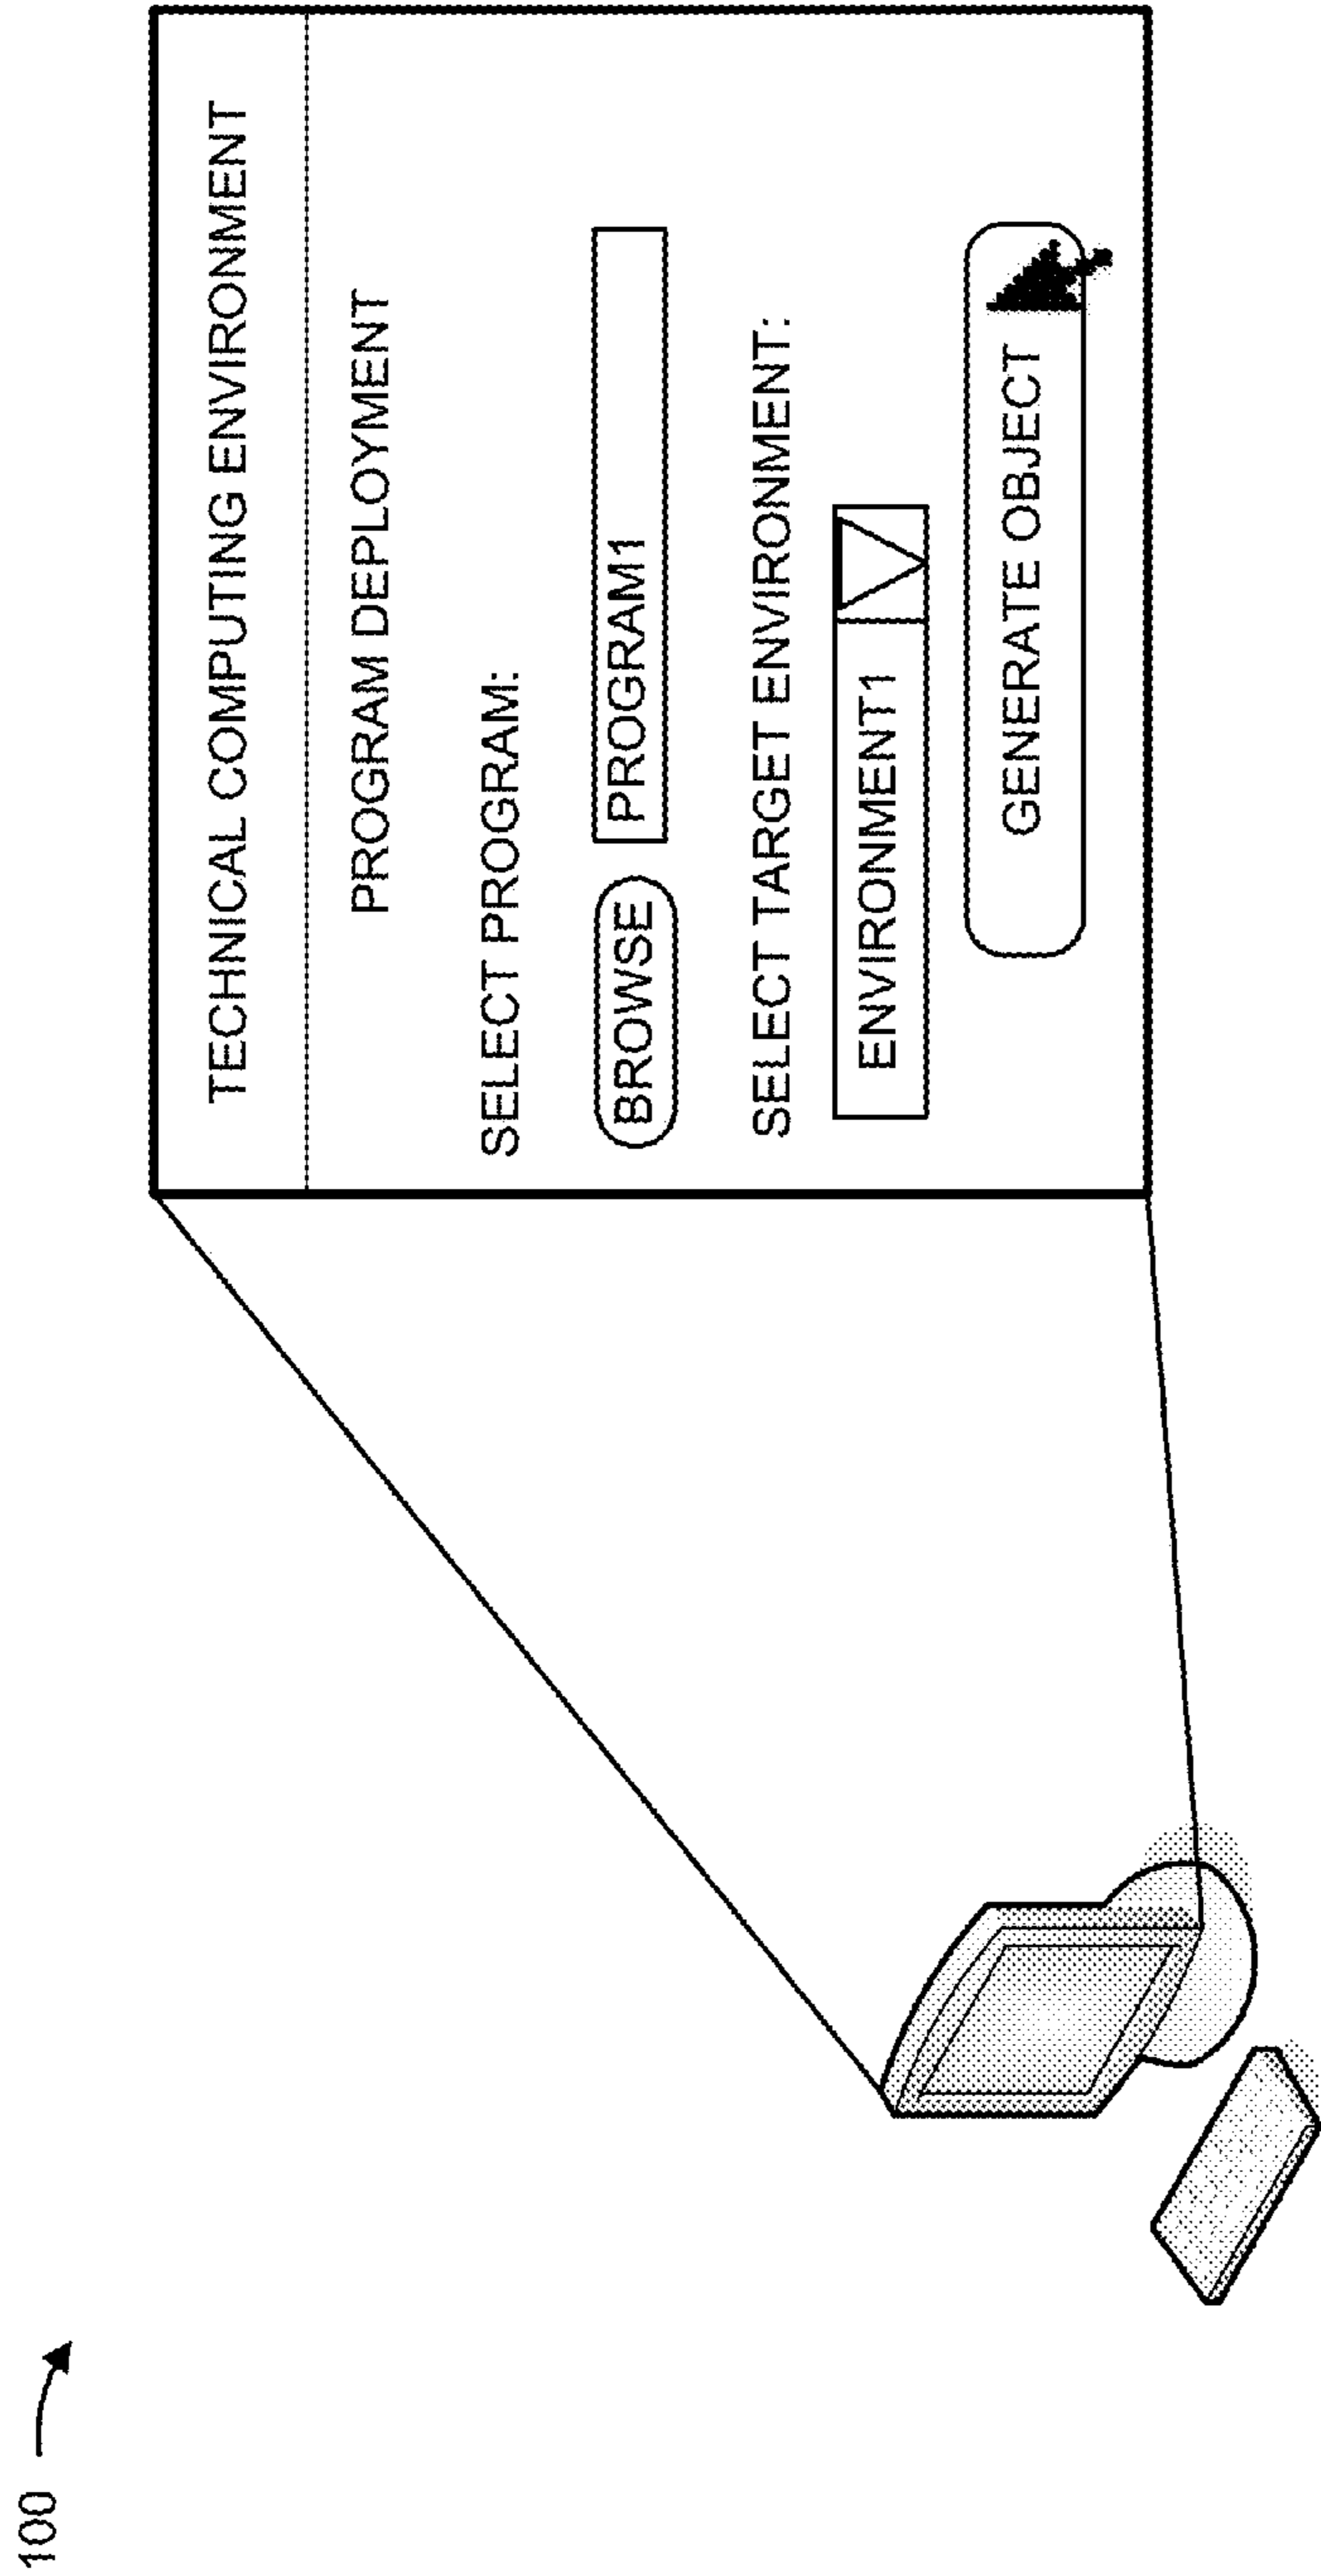 100
TECHNICAL COMPUTING ENVIRONMENT
PROGRAM DEPLOYMENT
SELECT PROGRAM:
BROWSE PROGRAM1
SELECT TARGET ENVIRONMENT:
ENVIRONMENT1
GENERATE OBJECT